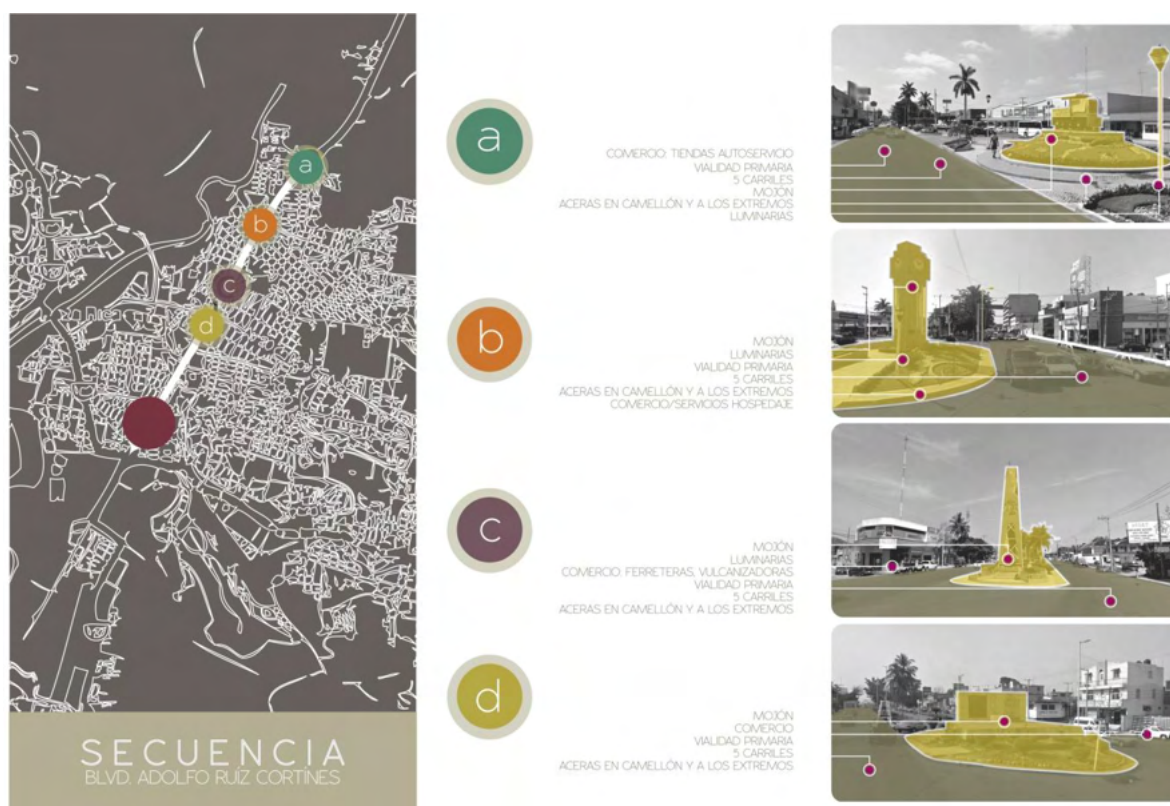 a
b
c
d
SECUENCIA
BLVD. ADOLFO RUÍZ CORTÍNES
a
COMERCIO: TIENDAS AUTOSERVICIO
VIALIDAD PRIMARIA
5 CARRILES
MOJÓN
ACERAS EN CAMELLÓN Y A LOS EXTREMOS
LUMINARIAS
b
MOJÓN
LUMINARIAS
VIALIDAD PRIMARIA
5 CARRILES
ACERAS EN CAMELLÓN Y A LOS EXTREMOS
COMERCIO/SERVICIOS HOSPEDAJE
c
MOJÓN
LUMINARIAS
COMERCIO: FERRETERAS, VULCANIZADORAS
VIALIDAD PRIMARIA
5 CARRILES
ACERAS EN CAMELLÓN Y A LOS EXTREMOS
d
MOJÓN
COMERCIO
VIALIDAD PRIMARIA
5 CARRILES
ACERAS EN CAMELLÓN Y A LOS EXTREMOS